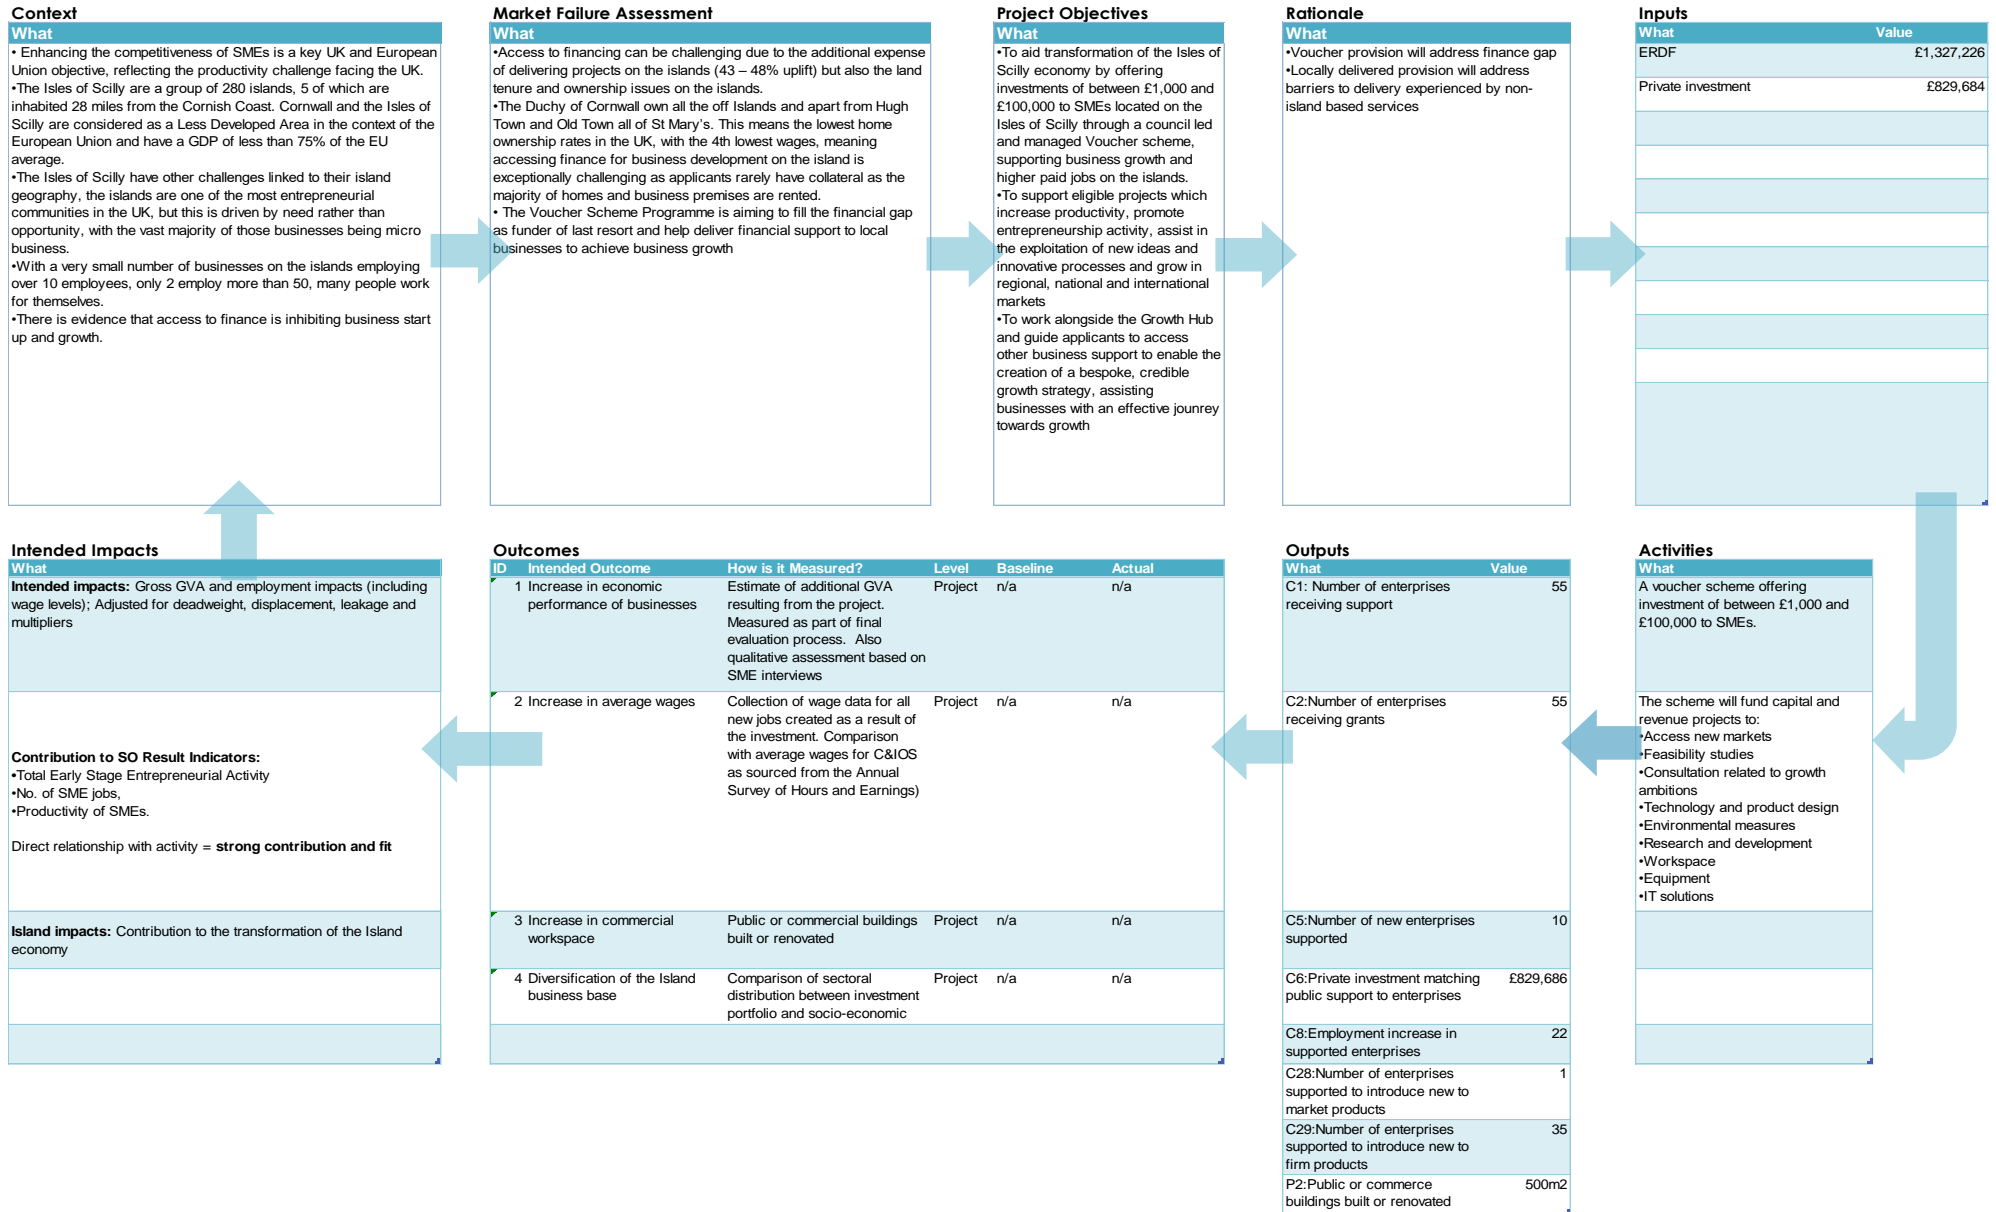 Context
What
• Enhancing the competitiveness of SMEs is a key UK and European
Union objective, reflecting the productivity challenge facing the UK.
•The Isles of Scilly are a group of 280 islands, 5 of which are
inhabited 28 miles from the Cornish Coast. Cornwall and the Isles of
Scilly are considered as a Less Developed Area in the context of the
European Union and have a GDP of less than 75% of the EU
average.
•The Isles of Scilly have other challenges linked to their island
geography, the islands are one of the most entrepreneurial
communities in the UK, but this is driven by need rather than
opportunity, with the vast majority of those businesses being micro
business.
•With a very small number of businesses on the islands employing
over 10 employees, only 2 employ more than 50, many people work
for themselves.
•There is evidence that access to finance is inhibiting business start
up and growth.
Market Failure Assessment
What
•Access to financing can be challenging due to the additional expense
of delivering projects on the islands (43 – 48% uplift) but also the land
tenure and ownership issues on the islands.
•The Duchy of Cornwall own all the off Islands and apart from Hugh
Town and Old Town all of St Mary's. This means the lowest home
ownership rates in the UK, with the 4th lowest wages, meaning
accessing finance for business development on the island is
exceptionally challenging as applicants rarely have collateral as the
majority of homes and business premises are rented.
• The Voucher Scheme Programme is aiming to fill the financial gap
as funder of last resort and help deliver financial support to local
businesses to achieve business growth
Project Objectives
What
•To aid transformation of the Isles of
Scilly economy by offering
investments of between £1,000 and
£100,000 to SMEs located on the
Isles of Scilly through a council led
and managed Voucher scheme,
supporting business growth and
higher paid jobs on the islands.
•To support eligible projects which
increase productivity, promote
entrepreneurship activity, assist in
the exploitation of new ideas and
innovative processes and grow in
regional, national and international
markets
•To work alongside the Growth Hub
and guide applicants to access
other business support to enable the
creation of a bespoke, credible
growth strategy, assisting
businesses with an effective jounrey
towards growth
Rationale
What
•Voucher provision will address finance gap
•Locally delivered provision will address
barriers to delivery experienced by non-
island based services
Inputs
What Value
ERDF £1,327,226
Private investment £829,684
Intended Impacts
What
Intended impacts: Gross GVA and employment impacts (including
wage levels); Adjusted for deadweight, displacement, leakage and
multipliers
Contribution to SO Result Indicators:
•Total Early Stage Entrepreneurial Activity
•No. of SME jobs,
•Productivity of SMEs.
Direct relationship with activity = strong contribution and fit
Island impacts: Contribution to the transformation of the Island
economy
Outcomes
ID Intended Outcome How is it Measured? Level Baseline Actual
1 Increase in economic Estimate of additional GVA Project n/a n/a
performance of businesses resulting from the project.
Measured as part of final
evaluation process.  Also
qualitative assessment based on
SME interviews
2 Increase in average wages Collection of wage data for all Project n/a n/a
new jobs created as a result of
the investment. Comparison
with average wages for C&IOS
as sourced from the Annual
Survey of Hours and Earnings)
3 Increase in commercial Public or commercial buildings Project n/a n/a
workspace built or renovated
4 Diversification of the Island Comparison of sectoral Project n/a n/a
business base distribution between investment
portfolio and socio-economic
Outputs
What Value
C1: Number of enterprises 55
receiving support
C2:Number of enterprises 55
receiving grants
C5:Number of new enterprises 10
supported
C6:Private investment matching £829,686
public support to enterprises
C8:Employment increase in 22
supported enterprises
C28:Number of enterprises 1
supported to introduce new to
market products
C29:Number of enterprises 35
supported to introduce new to
firm products
P2:Public or commerce 500m2
buildings built or renovated
Activities
What
A voucher scheme offering
investment of between £1,000 and
£100,000 to SMEs.
The scheme will fund capital and
revenue projects to:
•Access new markets
•Feasibility studies
•Consultation related to growth
ambitions
•Technology and product design
•Environmental measures
•Research and development
•Workspace
•Equipment
•IT solutions